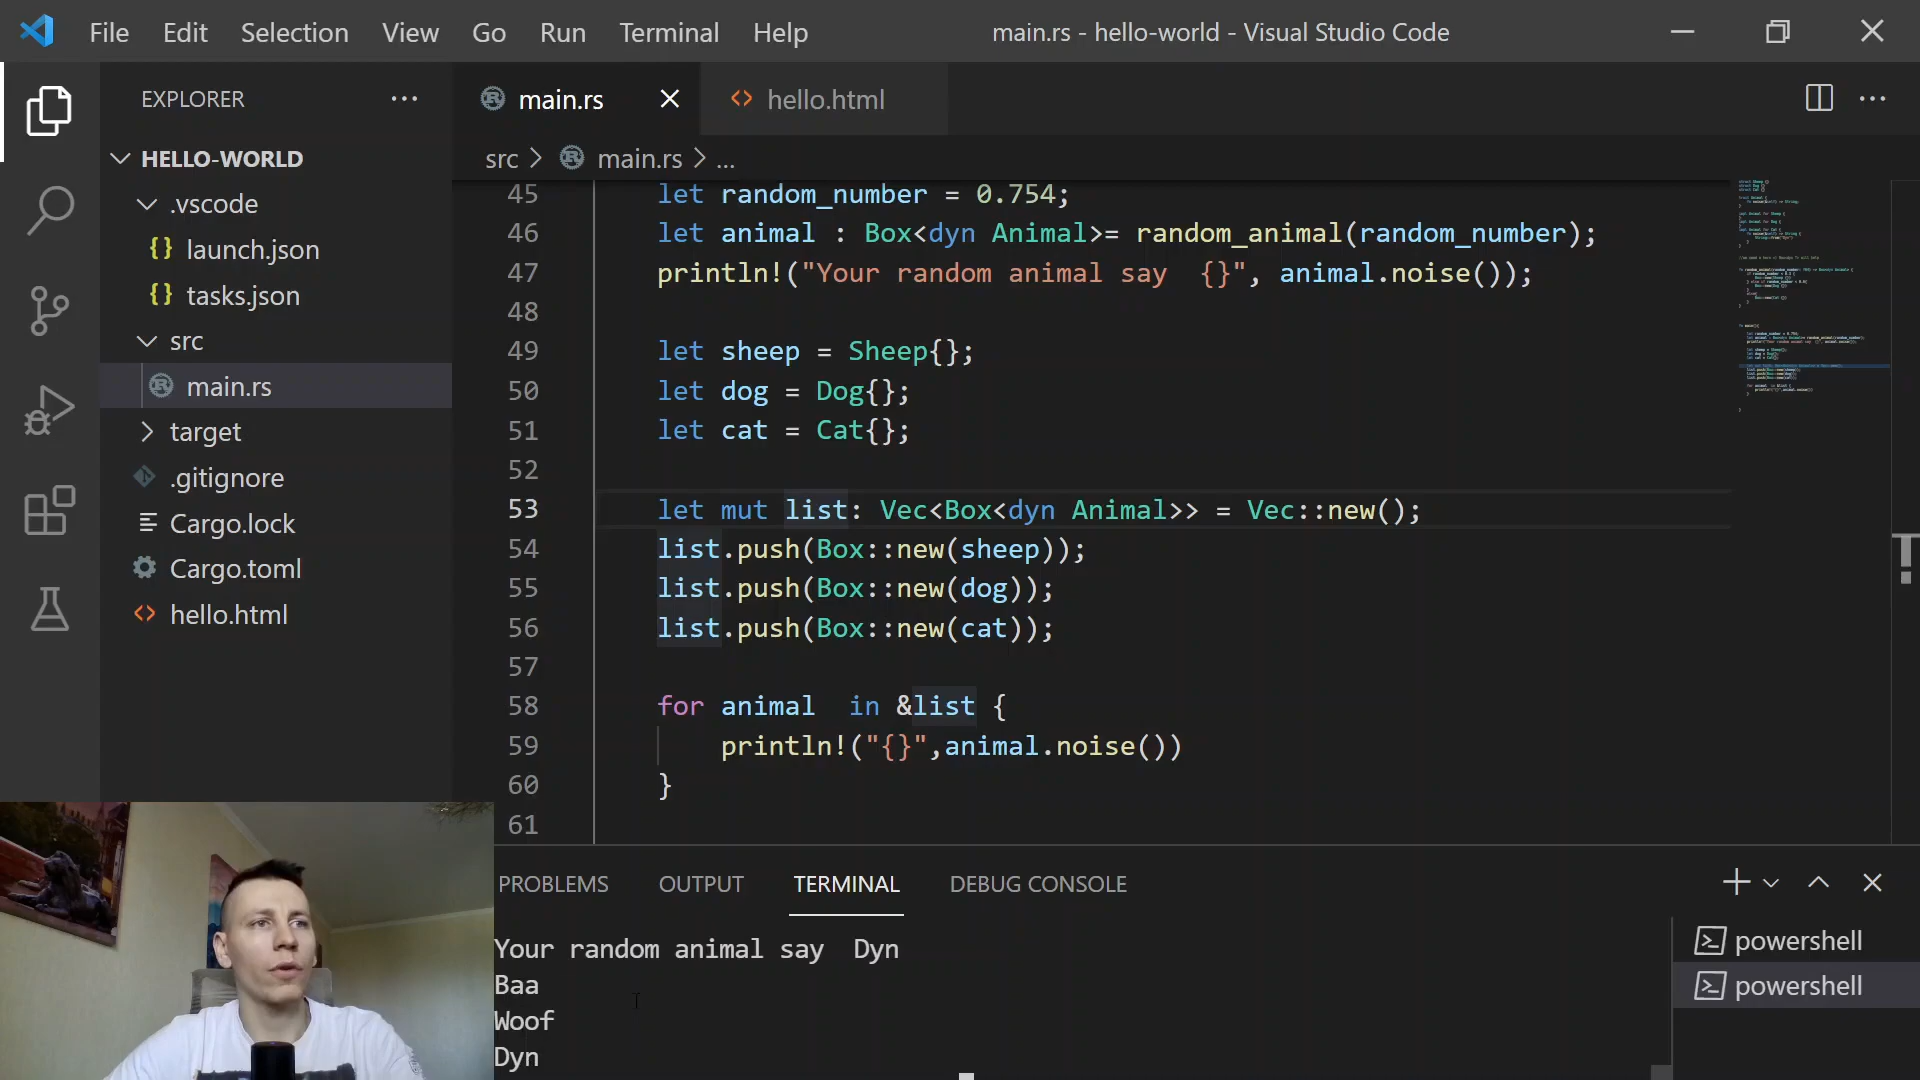 File Edit Selection View Go Run Terminal Help main.rs - hello-world - Visual Studio Code
EXPLORER
main.rs hello.html
HELLO-WORLD
src > main.rs > ...
.vscode
launch.json
tasks.json
src
main.rs
target
.gitignore
Cargo.lock
Cargo.toml
hello.html
45 let random_number = 0.754;
46 let animal : Box<dyn Animal>= random_animal(random_number);
47 println!("Your random animal say  {}", animal.noise());
48
49 let sheep = Sheep{};
50 let dog = Dog{};
51 let cat = Cat{};
52
53 let mut list: Vec<Box<dyn Animal>> = Vec::new();
54 list.push(Box::new(sheep));
55 list.push(Box::new(dog));
56 list.push(Box::new(cat));
57
58 for animal  in &list {
59 println!("{}",animal.noise())
60 }
61
PROBLEMS OUTPUT TERMINAL DEBUG CONSOLE
Your random animal say  Dyn
Baa
Woof
Dyn
powershell
powershell